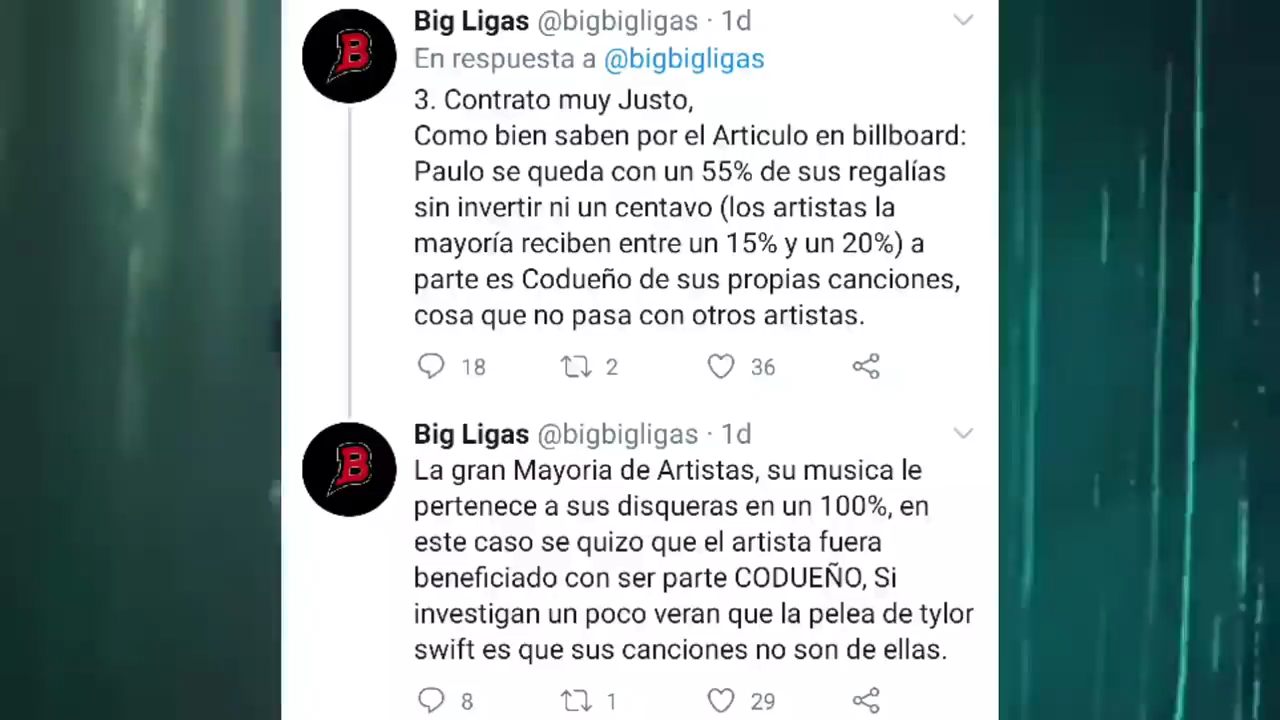 Big Ligas @bigbigligas · 1d
En respuesta a @bigbigligas
3. Contrato muy Justo,
Como bien saben por el Articulo en billboard:
Paulo se queda con un 55% de sus regalías
sin invertir ni un centavo (los artistas la
mayoría reciben entre un 15% y un 20%) a
parte es Codueño de sus propias canciones,
cosa que no pasa con otros artistas.
18 2 36
Big Ligas @bigbigligas · 1d
La gran Mayoria de Artistas, su musica le
pertenece a sus disqueras en un 100%, en
este caso se quizo que el artista fuera
beneficiado con ser parte CODUEÑO, Si
investigan un poco veran que la pelea de tylor
swift es que sus canciones no son de ellas.
8 1 29